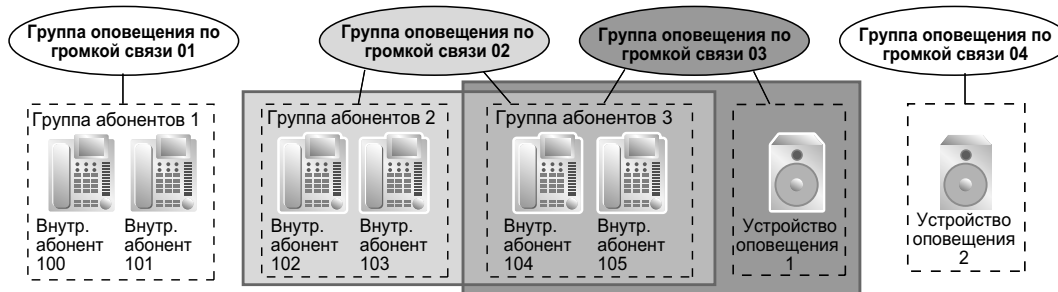 Группа оповещения по
громкой связи 01
Группа оповещения по
громкой связи 02
Группа оповещения по
громкой связи 03
Группа оповещения по
громкой связи 04
Группа абонентов 1
Внутр.
абонент
100
Внутр.
абонент
101
Группа абонентов 2
Внутр.
абонент
102
Внутр.
абонент
103
Группа абонентов 3
Внутр.
абонент
104
Внутр.
абонент
105
Устройство
оповещения
1
Устройство
оповещения
2